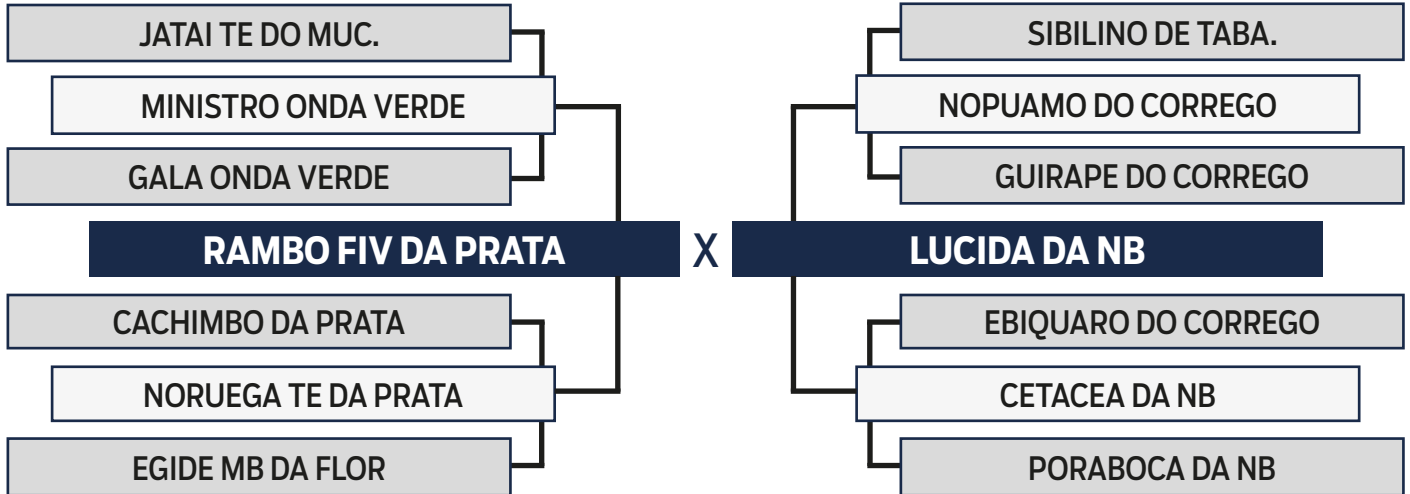 JATAI TE DO MUC.
MINISTRO ONDA VERDE
GALA ONDA VERDE
RAMBO FIV DA PRATA
CACHIMBO DA PRATA
NORUEGA TE DA PRATA
EGIDE MB DA FLOR
X
SIBILINO DE TABA.
NOPUAMO DO CORREGO
GUIRAPE DO CORREGO
LUCIDA DA NB
EBIQUARO DO CORREGO
CETACEA DA NB
PORABOCA DA NB